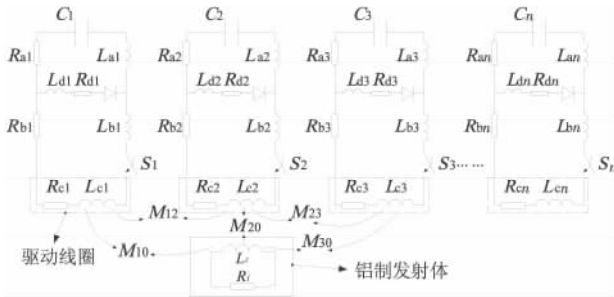 C1 C2 C3 Cn
Ra1 La1 Ra2 La2 Ra3 La3 Ran Lan
Ld1 Rd1 Ld2 Rd2 Ld3 Rd3 Ldn Rdn
Rb1 Lb1 Rb2 Lb2 Rb3 Lb3 Rbn Lbn
S1 S2 S3…… Sn
Rc1 Lc1 Rc2 Lc2 Rc3 Lc3 Rcn Lcn
M12 M23
M20
M10 M30
驱动线圈
Li
Ri
铝制发射体